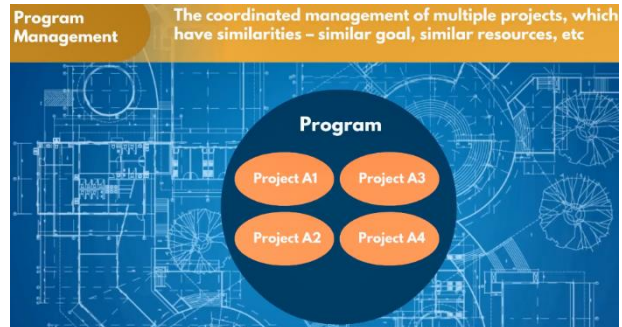 Program
Management
The coordinated management of multiple projects, which
have similarities – similar goal, similar resources, etc
Program
Project A1
Project A3
Project A2
Project A4